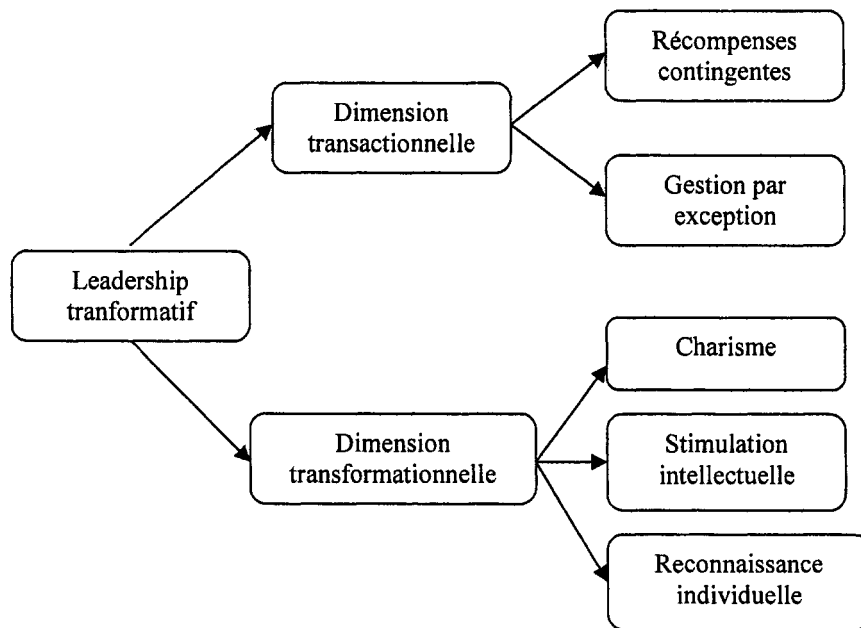 Récompenses
contingentes
Dimension
transactionnelle
Gestion par
exception
Leadership
tranformatif
Charisme
Dimension
transformationnelle
Stimulation
intellectuelle
Reconnaissance
individuelle